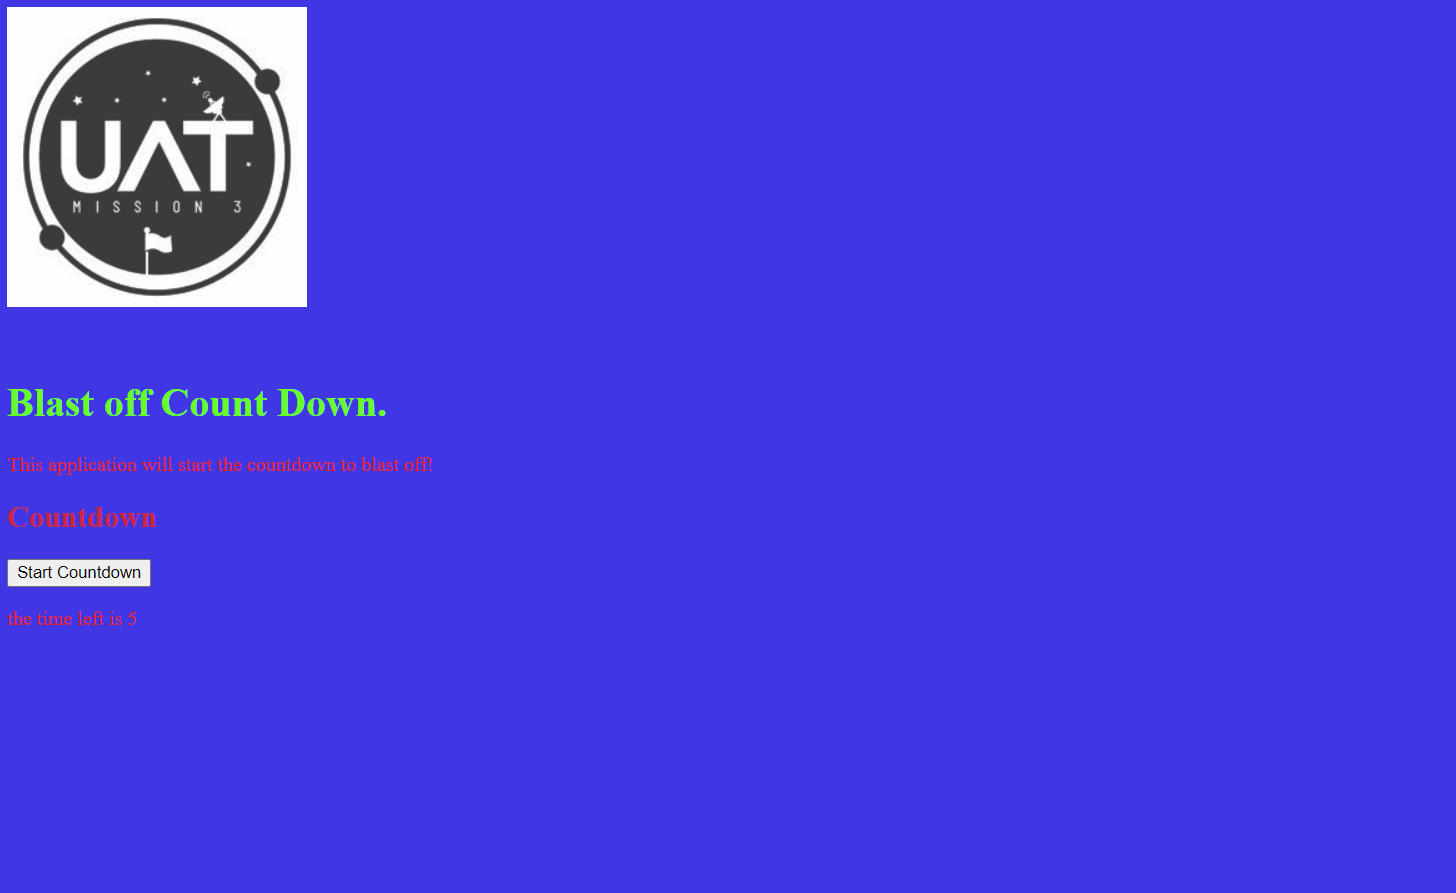 UAT
MISSION 3
Blast off Count Down.
This application will start the countdown to blast off!
Countdown
Start Countdown
the time left is 5